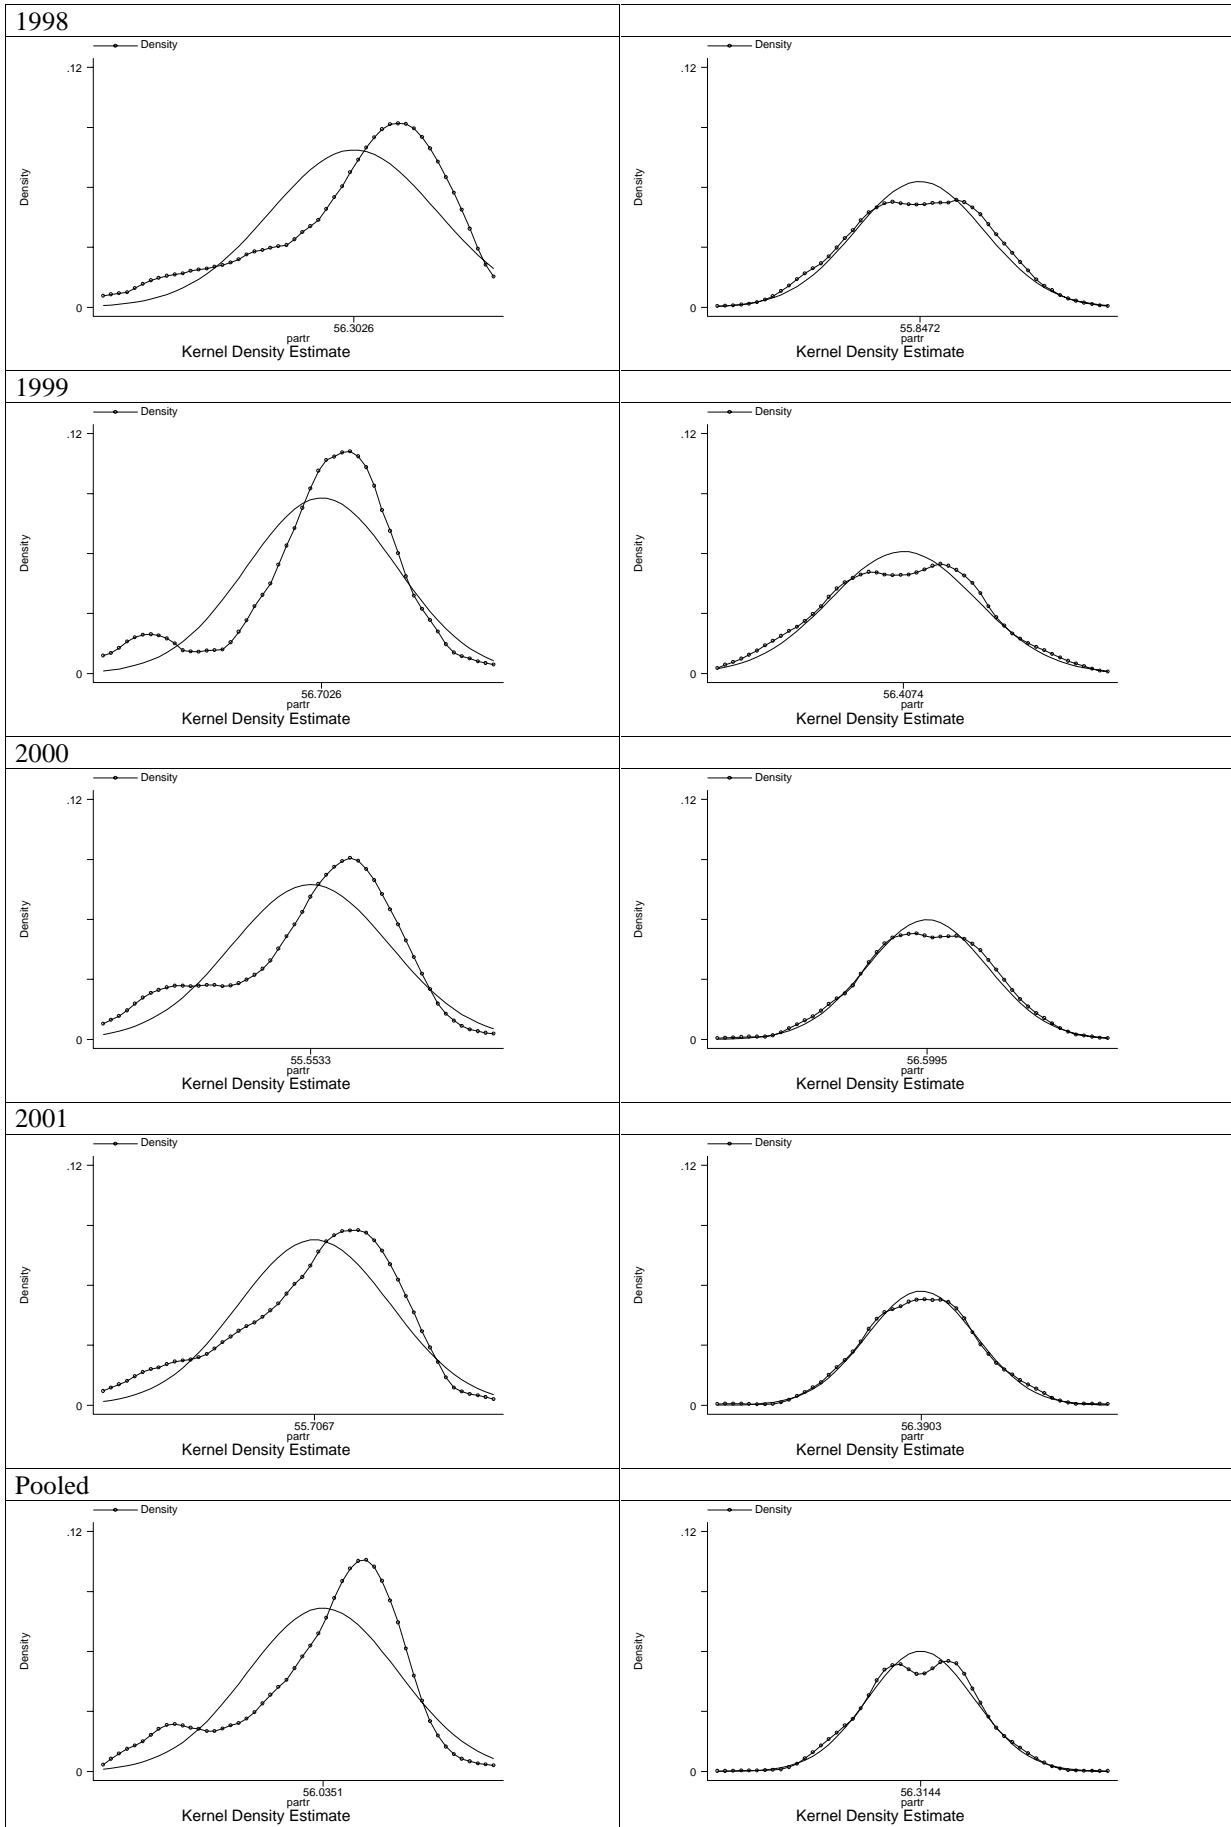 1998
Density
.12
Density
0
56.3026
partr
Kernel Density Estimate
Density
.12
Density
0
55.8472
partr
Kernel Density Estimate
1999
Density
.12
Density
0
56.7026
partr
Kernel Density Estimate
Density
.12
Density
0
56.4074
partr
Kernel Density Estimate
2000
Density
.12
Density
0
55.5533
partr
Kernel Density Estimate
Density
.12
Density
0
56.5995
partr
Kernel Density Estimate
2001
Density
.12
Density
0
55.7067
partr
Kernel Density Estimate
Density
.12
Density
0
56.3903
partr
Kernel Density Estimate
Pooled
Density
.12
Density
0
56.0351
partr
Kernel Density Estimate
Density
.12
Density
0
56.3144
partr
Kernel Density Estimate